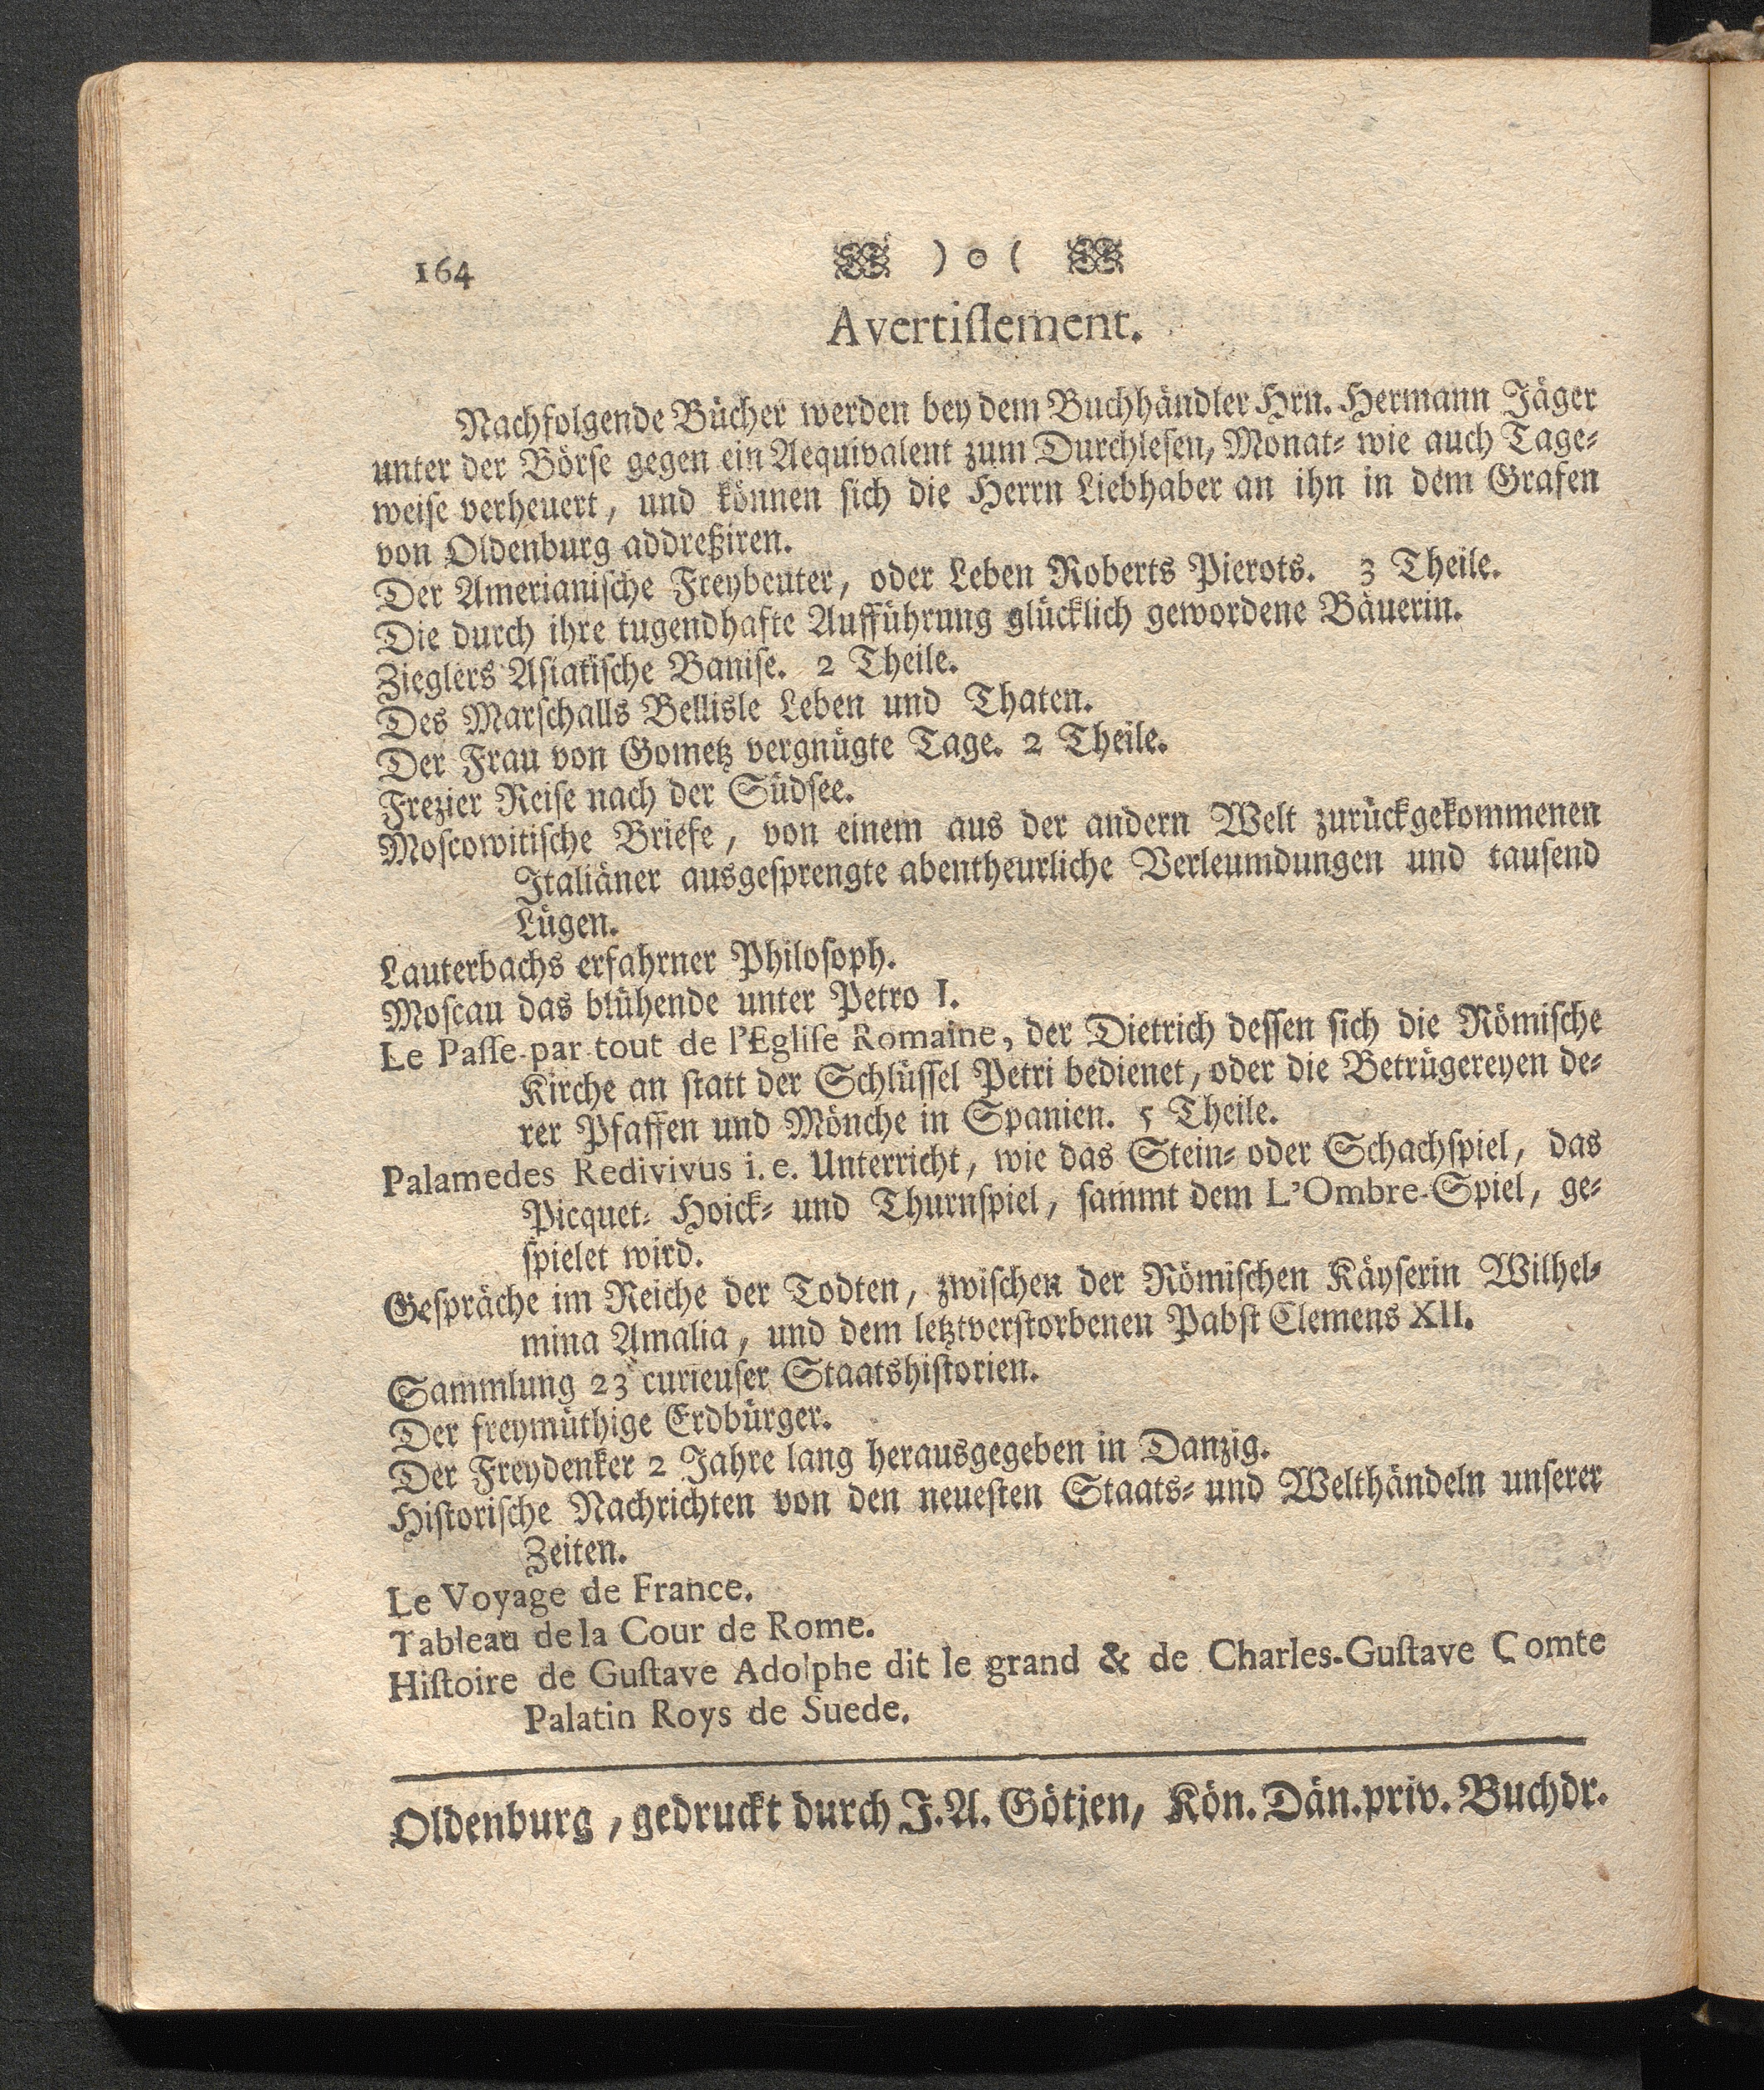 164 ) o (
Avertiſſement.
Nachfolgende Bücher werden bey dem Buchhändler Hrn. Hermann Jäger
unter der Börſe gegen ein Aequivalent zum Durchleſen, Monat= wie auch Tage=
weiſe verheuert, und können ſich die Herrn Liebhaber an ihn in dem Grafen
von Oldenburg addreßiren.
Der Amerianiſche Freybeuter, oder Leben Roberts Pierots. 3 Theile.
Die durch ihre tugendhafte Aufführung glücklich gewordene Bäuerin.
Zieglers Aſiatiſche Baniſe. 2 Theile.
Des Marſchalls Bellisle Leben und Thaten.
Der Frau von Gometz vergnügte Tage. 2 Theile.
Frezier Reiſe nach der Südſee.
Moſcowitiſche Briefe, von einem aus der andern Welt zurückgekommenen
Italiäner ausgeſprengte abentheurliche Verleumdungen und tauſend
Lügen.
Lauterbachs erfahrner Philoſoph.
Moſcau das blühende unter Petro I.
Le Paſſe-par-tout de l'Egliſe Romaine, der Dietrich deſſen ſich die Römiſche
Kirche an ſtatt der Schlüſſel Petri bedienet, oder die Betrügereyen de=
rer Pfaffen und Mönche in Spanien. 5 Theile.
Palamedes Redivivus i. e. Unterricht, wie das Stein= oder Schachſpiel, das
Picquet= Hoick= und Thurnſpiel, ſammt dem L'Ombre-Spiel, ge=
ſpielet wird.
Geſpräche im Reiche der Todten, zwiſchen der Römiſchen Käyſerin Wilhel=
mina Amalia, und dem letztverſtorbenen Pabſt Clemens XII.
Sammlung 23 curieuſer Staatshiſtorien.
Der freymüthige Erdbürger.
Der Freydenker 2 Jahre lang herausgegeben in Danzig.
Hiſtoriſche Nachrichten von den neueſten Staats= und Welthändeln unſerer
Zeiten.
Le Voyage de France.
Tableau de la Cour de Rome.
Hiſtoire de Guſtave Adolphe dit le grand & de Charles-Guſtave Comte
Palatin Roys de Suede.
Oldenburg, gedruckt durch J. A. Götjen, Kön. Dän. priv. Buchdr.